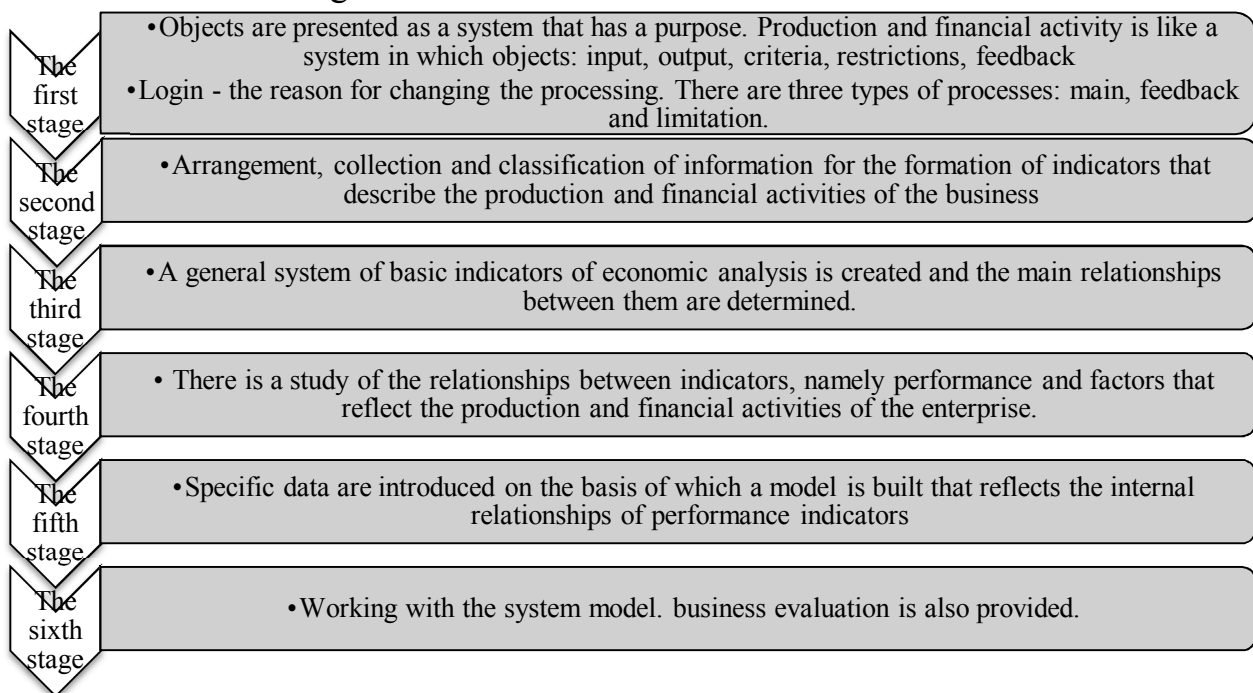 The
first
stage
•Objects are presented as a system that has a purpose. Production and financial activity is like a
system in which objects: input, output, criteria, restrictions, feedback
•Login - the reason for changing the processing. There are three types of processes: main, feedback
and limitation.
The
second
stage
•Arrangement, collection and classification of information for the formation of indicators that
describe the production and financial activities of the business
The
third
stage
•A general system of basic indicators of economic analysis is created and the main relationships
between them are determined.
The
fourth
stage
• There is a study of the relationships between indicators, namely performance and factors that
reflect the production and financial activities of the enterprise.
The
fifth
stage
•Specific data are introduced on the basis of which a model is built that reflects the internal
relationships of performance indicators
The
sixth
stage
•Working with the system model. business evaluation is also provided.